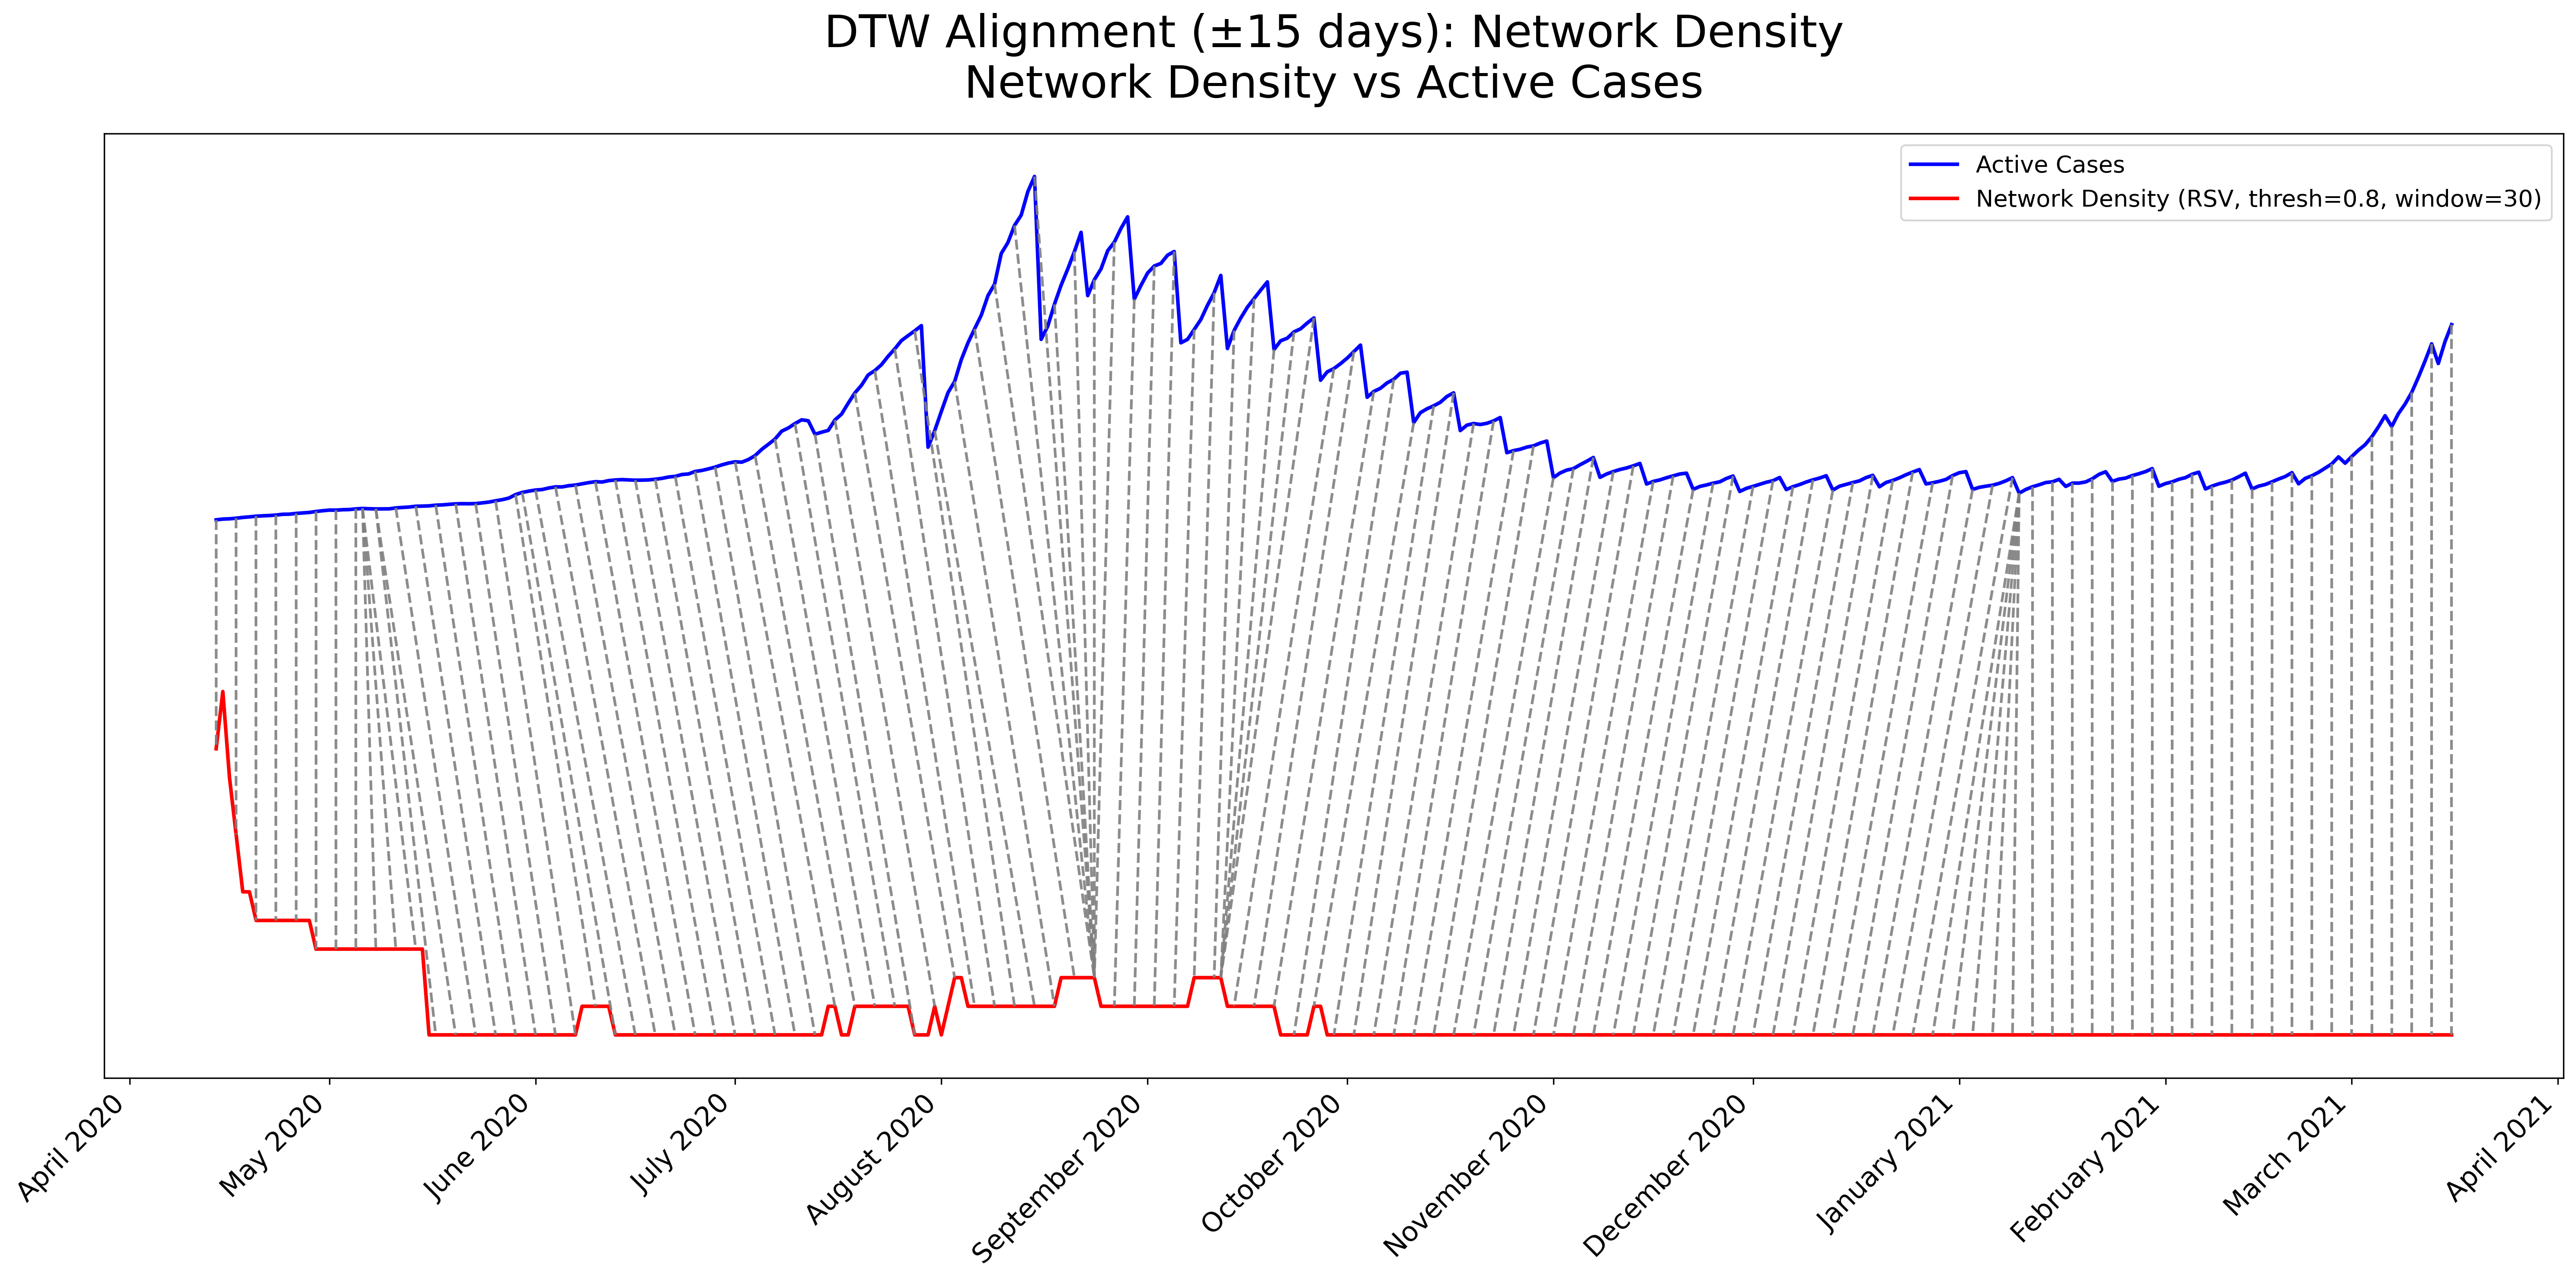 DTW Alignment (±15 days): Network Density
Network Density vs Active Cases
Active Cases
Network Density (RSV, thresh=0.8, window=30)
April 2020
May 2020
June 2020
July 2020
August 2020
September 2020
October 2020
November 2020
December 2020
January 2021
February 2021
March 2021
April 2021